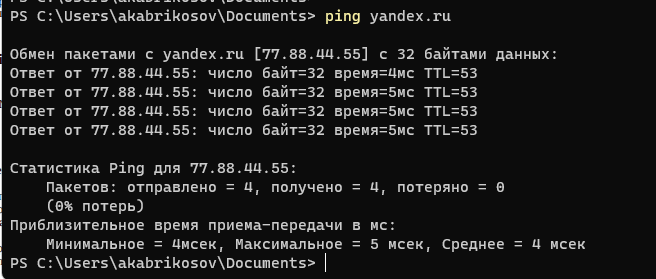 PS C:\Users\akabrikosov\Documents> ping yandex.ru
Обмен пакетами с yandex.ru [77.88.44.55] с 32 байтами данных:
Ответ от 77.88.44.55: число байт=32 время=4мс TTL=53
Ответ от 77.88.44.55: число байт=32 время=5мс TTL=53
Ответ от 77.88.44.55: число байт=32 время=5мс TTL=53
Ответ от 77.88.44.55: число байт=32 время=5мс TTL=53
Статистика Ping для 77.88.44.55:
    Пакетов: отправлено = 4, получено = 4, потеряно = 0
    (0% потерь)
Приблизительное время приема-передачи в мс:
    Минимальное = 4мсек, Максимальное = 5 мсек, Среднее = 4 мсек
PS C:\Users\akabrikosov\Documents>